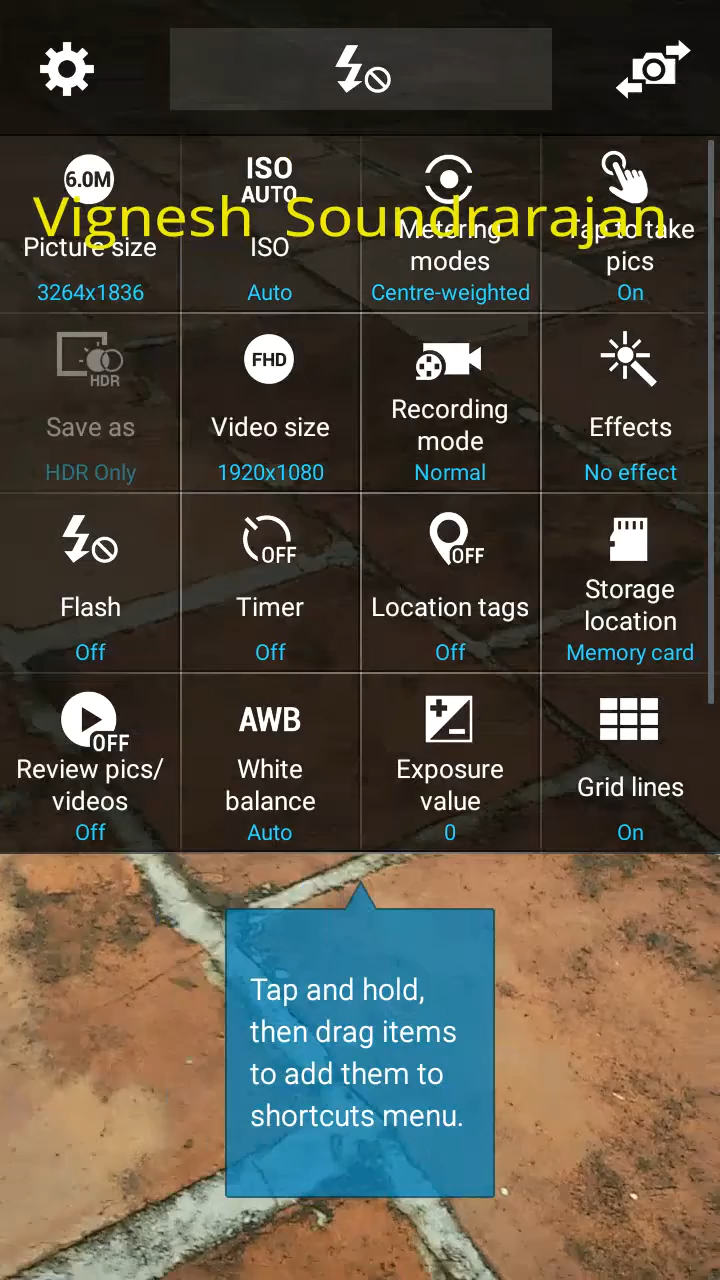 6.0M
ISO
AUTO
Vignesh Soundrarajan
Picture size
ISO
Metering
modes
Tap to take
pics
3264x1836
Auto
Centre-weighted
On
HDR
FHD
Save as
Video size
Recording
mode
Effects
HDR Only
1920x1080
Normal
No effect
OFF
OFF
Flash
Timer
Location tags
Storage
location
Off
Off
Off
Memory card
OFF
AWB
Review pics/
videos
White
balance
Exposure
value
Grid lines
Off
Auto
0
On
Tap and hold,
then drag items
to add them to
shortcuts menu.